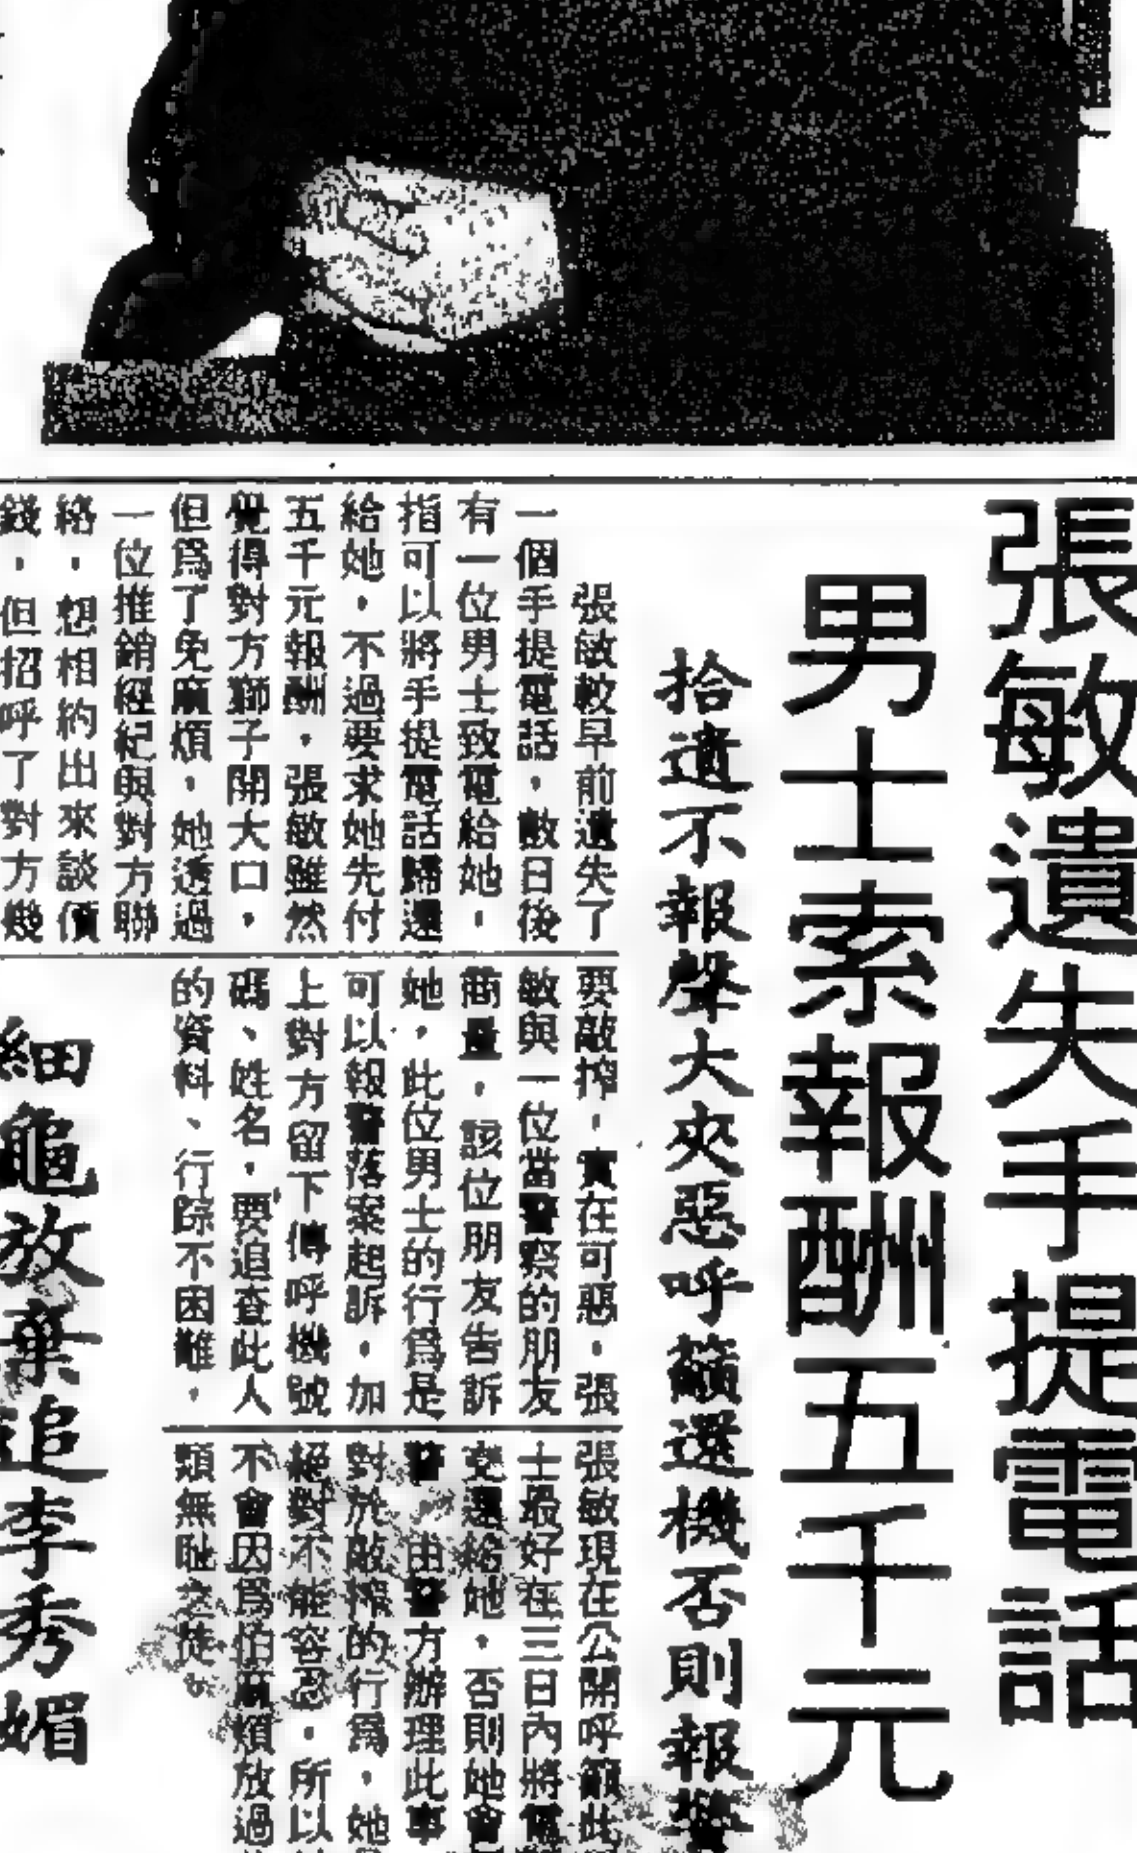 張敏遺失手提電話
男士索報酬五千元
拾遺不報聲大夾惡呼籲還機否則報警
張敏較早前遺失了
一個手提電話，數日後
有一位男士致電給她，
指可以將手提電話歸還
給她，不過要求她先付
五千元報酬，張敏雖然
覺得對方獅子開大口，
但為了免麻煩，她透過
一位推銷經紀與對方聯
絡，想相約出來談價
錢，但招呼了對方幾
要敲搾，實在可惡，張
敏與一位當警察的朋友
商量，該位朋友告訴
她，此位男士的行為是
可以報警落案起訴，加
上對方留下傳呼機號
碼、姓名，要追查此人
的資料、行踪不困難，
張敏現在公開呼籲此
士最好在三日內將電
交還給她，否則她會
警，由警方辦理此事
對於敲搾的行為，她
絕對不能容忍，所以
不會因為怕麻煩放過
類無恥之徒。
細龜放棄追李秀媚